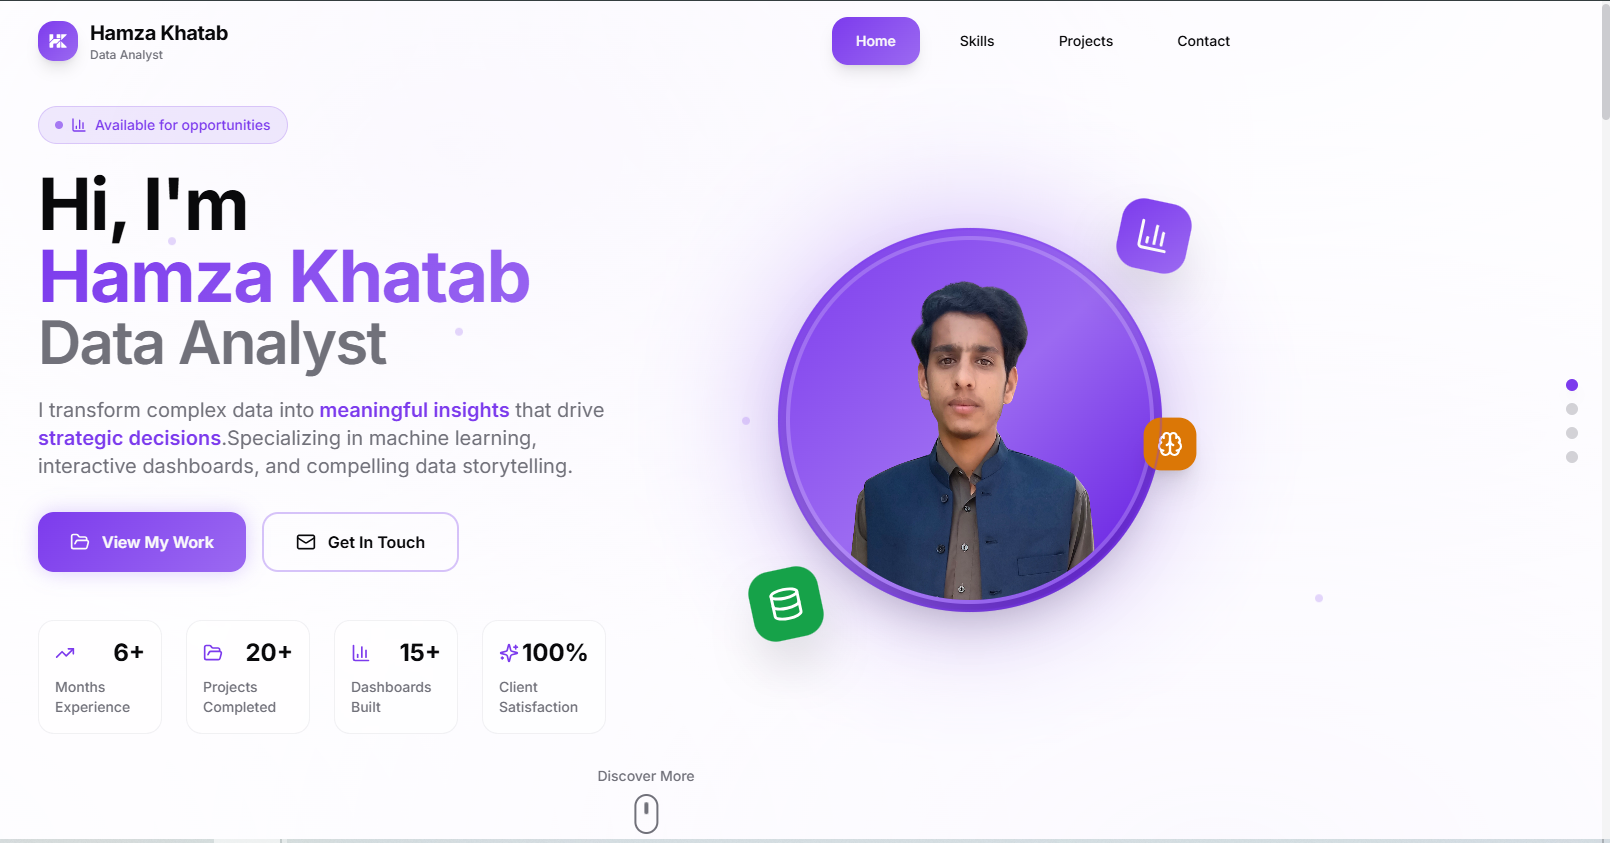 HK
Hamza Khatab
Data Analyst
Home
Skills
Projects
Contact
Available for opportunities
Hi, I'm
Hamza Khatab
Data Analyst
I transform complex data into meaningful insights that drive
strategic decisions.Specializing in machine learning,
interactive dashboards, and compelling data storytelling.
View My Work
Get In Touch
6+
Months
Experience
20+
Projects
Completed
15+
Dashboards
Built
100%
Client
Satisfaction
Discover More